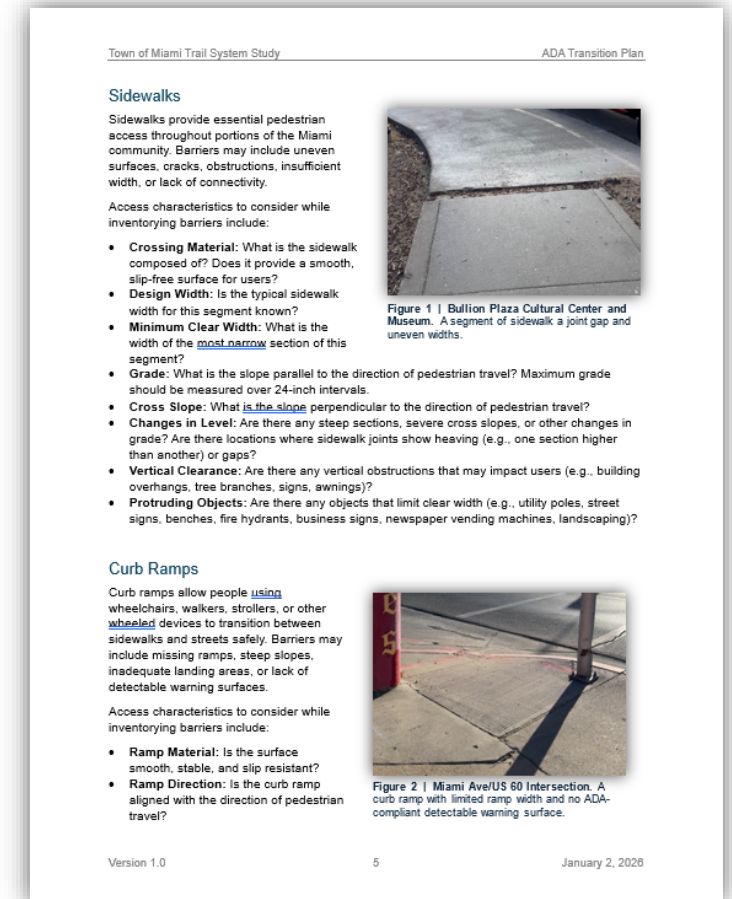 Town of Miami Trail System Study ADA Transition Plan
Sidewalks
Sidewalks provide essential pedestrian
access throughout portions of the Miami
community. Barriers may include uneven
surfaces, cracks, obstructions, insufficient
width, or lack of connectivity.
Access characteristics to consider while
inventorying barriers include:
• Crossing Material: What is the sidewalk
composed of? Does it provide a smooth,
slip-free surface for users?
• Design Width: Is the typical sidewalk
width for this segment known?
• Minimum Clear Width: What is the
width of the most narrow section of this
segment?
Figure 1 | Bullion Plaza Cultural Center and
Museum. A segment of sidewalk a joint gap and
uneven widths.
• Grade: What is the slope parallel to the direction of pedestrian travel? Maximum grade
should be measured over 24-inch intervals.
• Cross Slope: What is the slope perpendicular to the direction of pedestrian travel?
• Changes in Level: Are there any steep sections, severe cross slopes, or other changes in
grade? Are there locations where sidewalk joints show heaving (e.g., one section higher
than another) or gaps?
• Vertical Clearance: Are there any vertical obstructions that may impact users (e.g., building
overhangs, tree branches, signs, awnings)?
• Protruding Objects: Are there any objects that limit clear width (e.g., utility poles, street
signs, benches, fire hydrants, business signs, newspaper vending machines, landscaping)?
Curb Ramps
Curb ramps allow people using
wheelchairs, walkers, strollers, or other
wheeled devices to transition between
sidewalks and streets safely. Barriers may
include missing ramps, steep slopes,
inadequate landing areas, or lack of
detectable warning surfaces.
Access characteristics to consider while
inventorying barriers include:
• Ramp Material: Is the surface
smooth, stable, and slip resistant?
• Ramp Direction: Is the curb ramp
aligned with the direction of pedestrian
travel?
e
S
Figure 2 | Miami Ave/US 60 Intersection. A
curb ramp with limited ramp width and no ADA-
compliant detectable warning surface.
Version 1.0 5 January 2, 2026